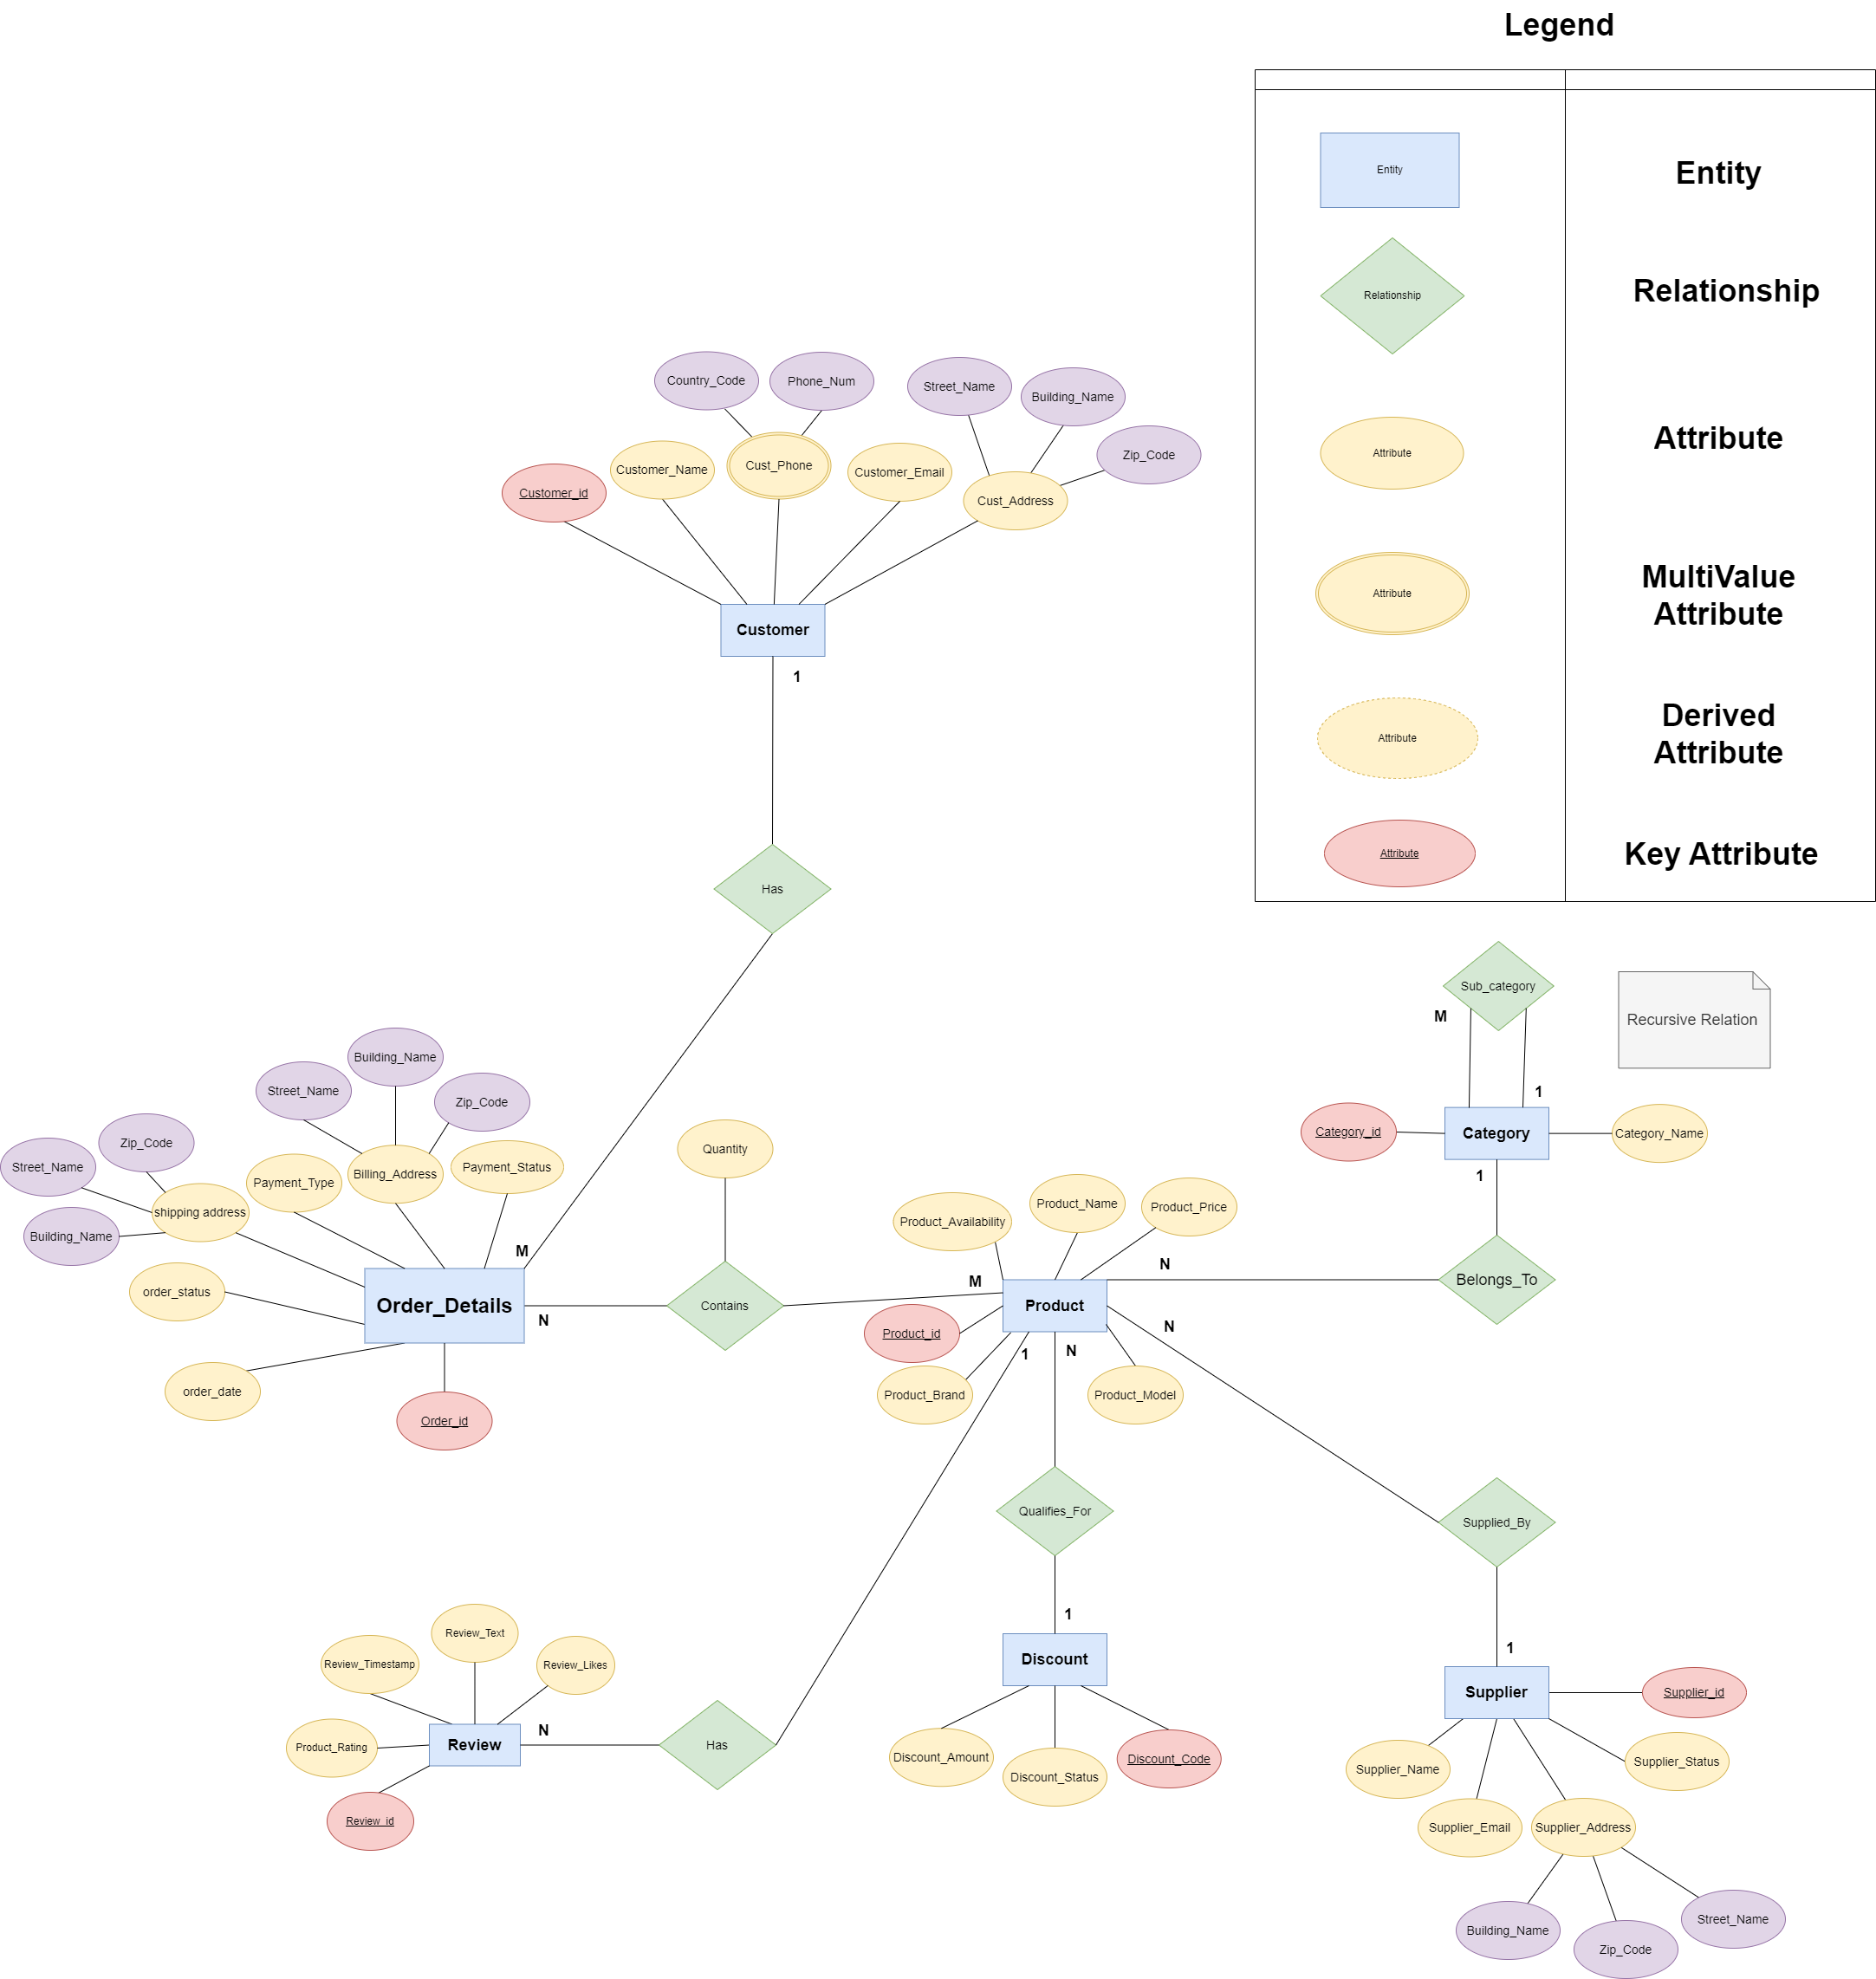 Legend
Entity
Entity
Relationship
Relationship
Attribute
Attribute
Attribute
MultiValue
Attribute
Attribute
Derived
Attribute
Attribute
Key Attribute
Country_Code
Phone_Num
Street_Name
Building_Name
Zip_Code
Customer_id
Customer_Name
Cust_Phone
Customer_Email
Cust_Address
Customer
1
Has
Sub_category
M
Recursive Relation
1
Category_id
Category
Category_Name
1
Belongs_To
Building_Name
Street_Name
Zip_Code
Zip_Code
Street_Name
Building_Name
shipping address
Payment_Type
Billing_Address
Payment_Status
order_status
order_date
Order_Details
Order_id
M
N
Quantity
Contains
M
Product_Availability
Product_Name
Product_Price
N
Product
Product_id
Product_Brand
Product_Model
1
N
N
Qualifies_For
1
Discount
Discount_Amount
Discount_Status
Discount_Code
Supplied_By
1
Supplier
Supplier_id
Supplier_Name
Supplier_Status
Supplier_Email
Supplier_Address
Building_Name
Zip_Code
Street_Name
Review_Timestamp
Review_Text
Review_Likes
Product_Rating
Review
Review_id
N
Has